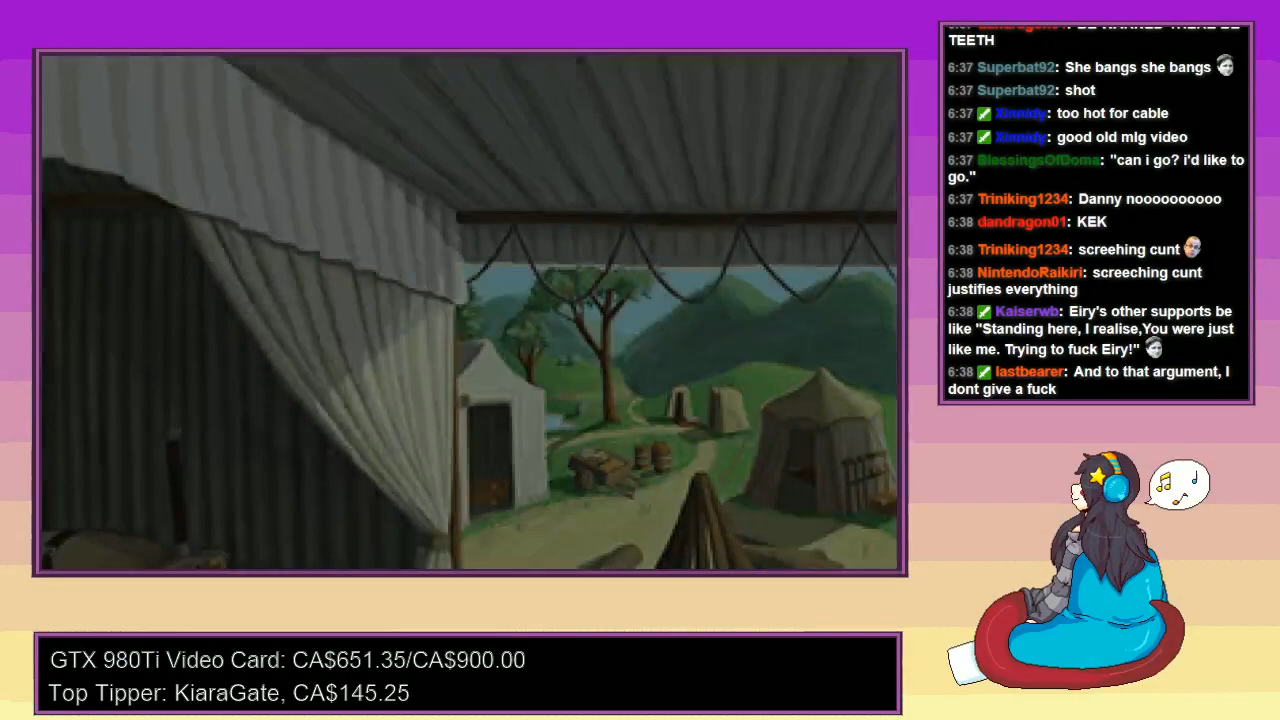 TEETH
6:37 Superbat92: She bangs she bangs
6:37 Superbat92: shot
6:37 Xinnidy: too hot for cable
6:37 Xinnidy: good old mlg video
6:37 BlessingsOfDoma: "can i go? i'd like to
go."
6:37 Triniking1234: Danny noooooooooo
6:38 dandragon01: KEK
6:38 Triniking1234: screehing cunt
6:38 NintendoRaikiri: screeching cunt
justifies everything
6:38 Kaiserwb: Eiry's other supports be
like "Standing here, I realise,You were just
like me. Trying to fuck Eiry!"
6:38 lastbearer: And to that argument, I
dont give a fuck
GTX 980Ti Video Card: CA$651.35/CA$900.00
Top Tipper: KiaraGate, CA$145.25